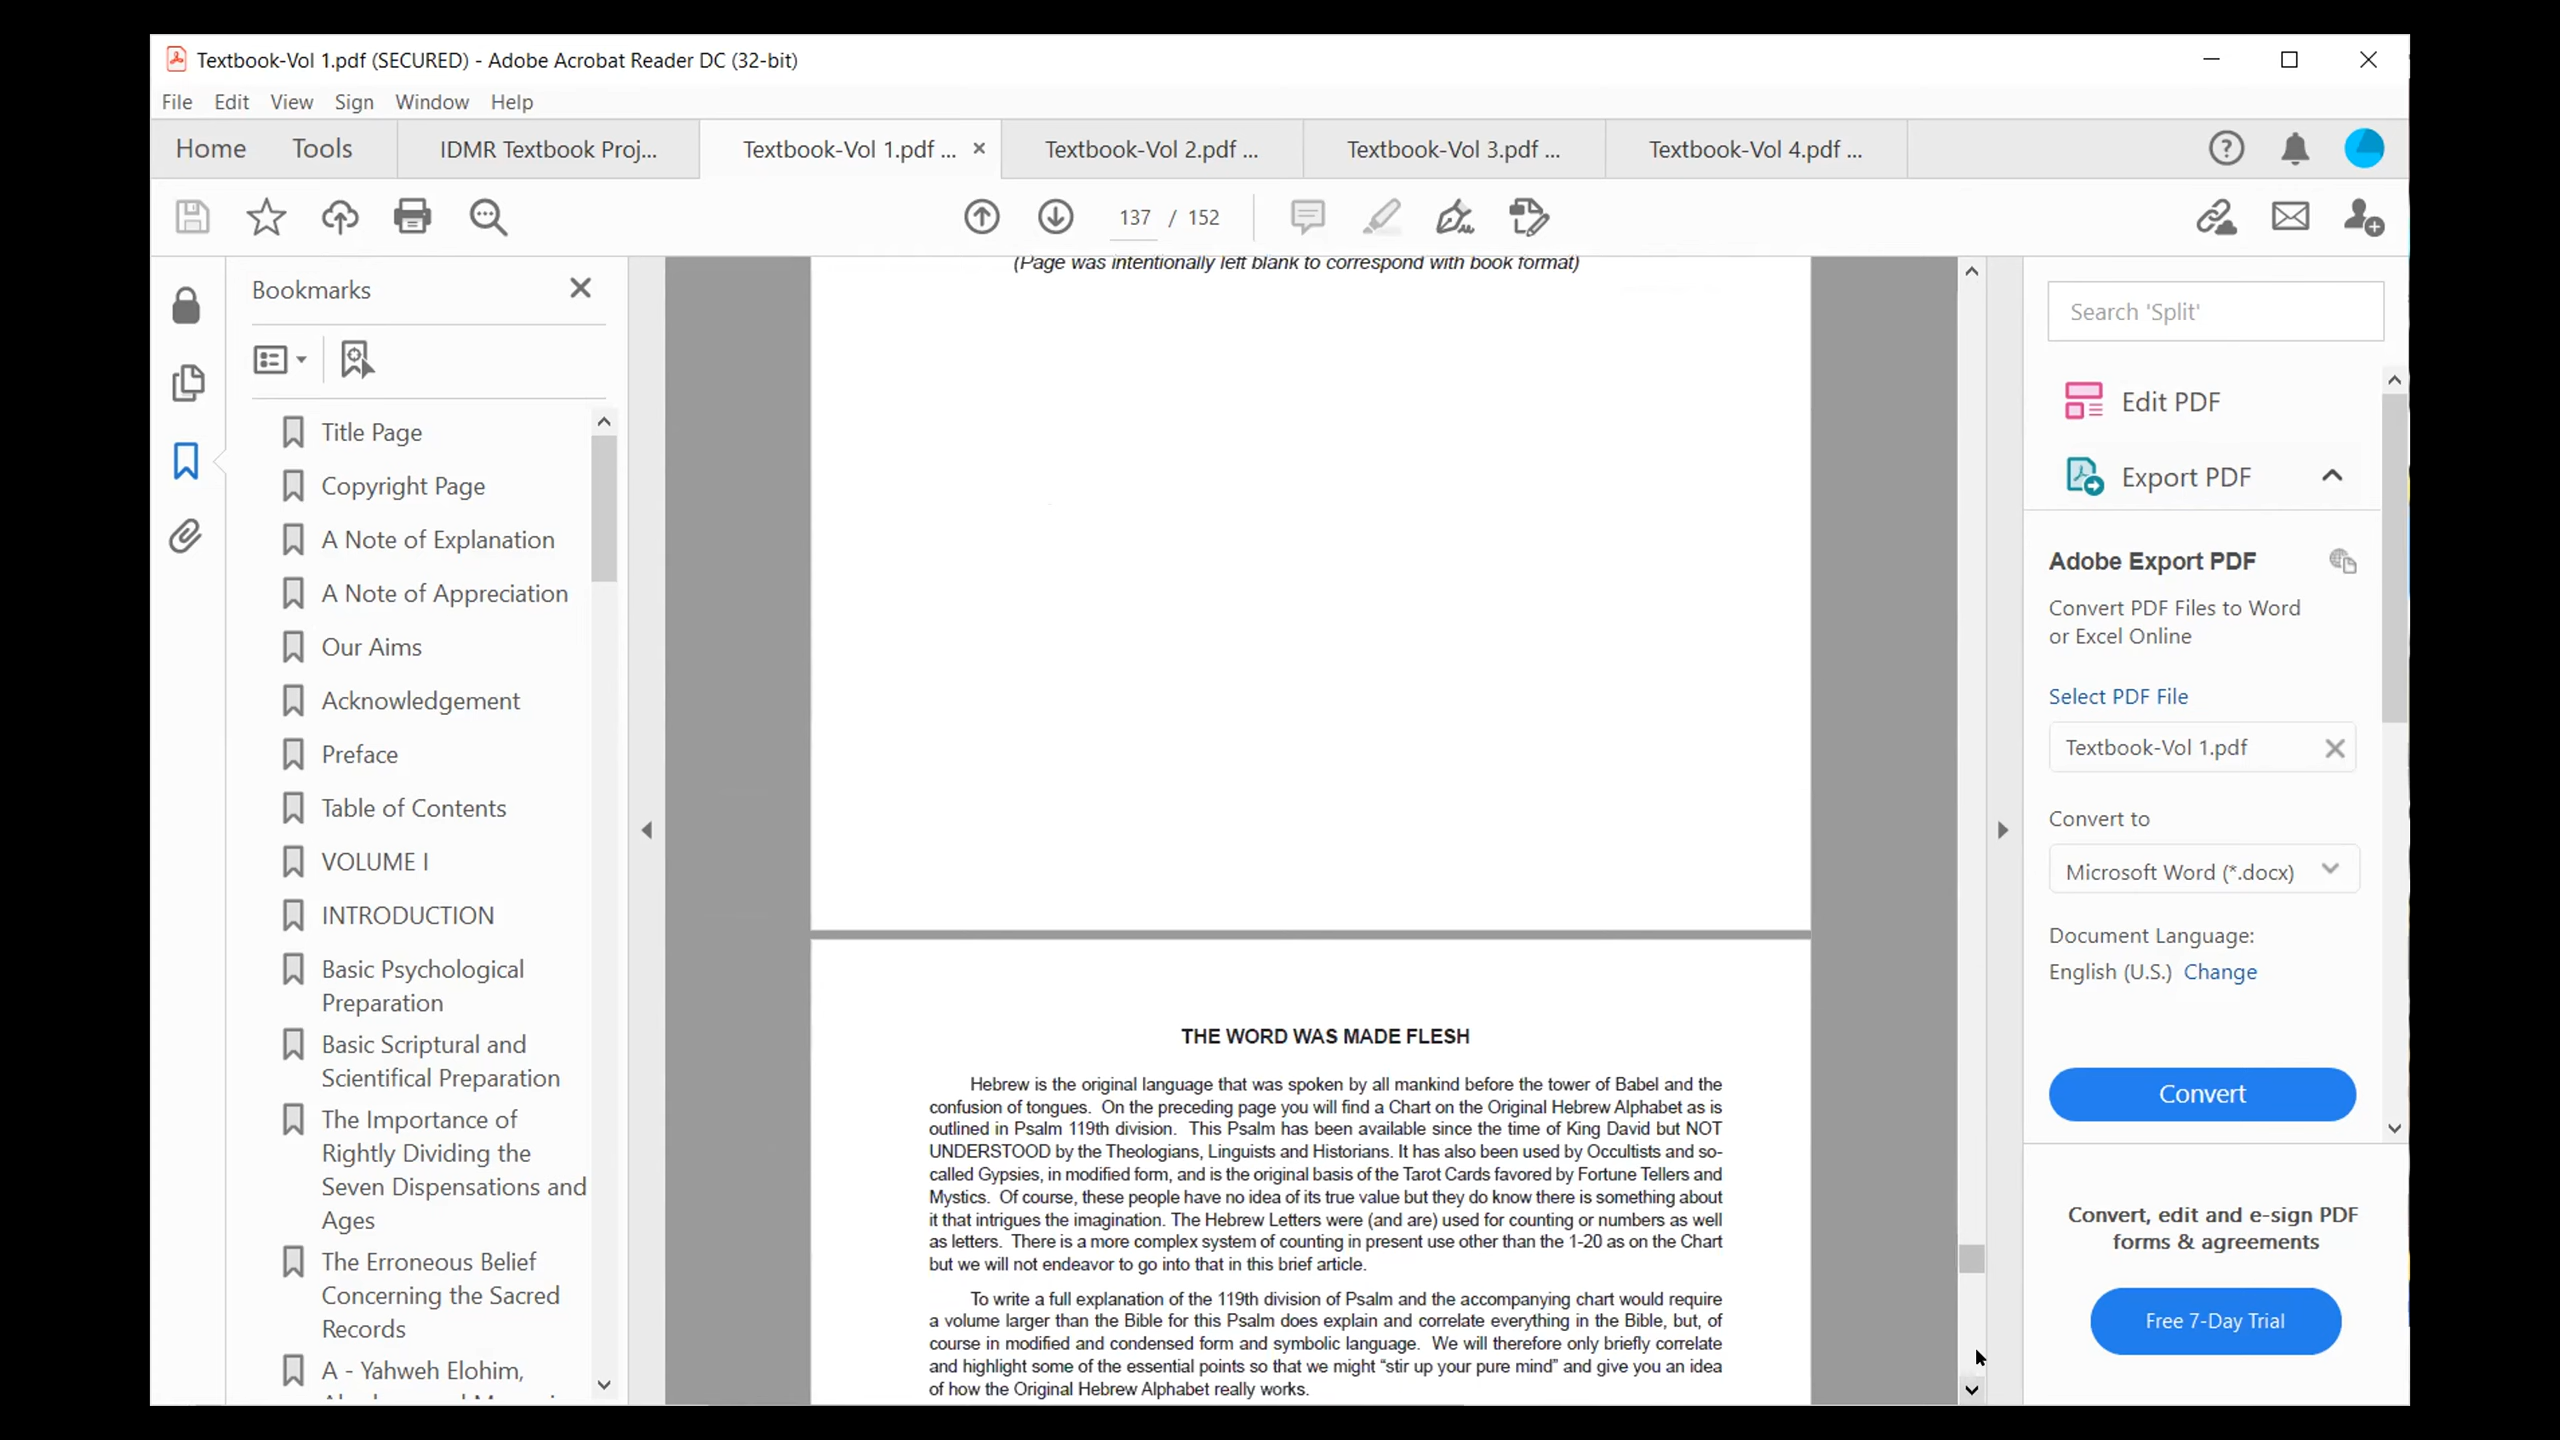 Textbook-Vol 1.pdf (SECURED) - Adobe Acrobat Reader DC (32-bit)
File Edit View Sign Window Help
Home Tools IDMR Textbook Proj... Textbook-Vol 1.pdf ... Textbook-Vol 2.pdf ... Textbook-Vol 3.pdf ... Textbook-Vol 4.pdf ...
137 / 152
Bookmarks
Title Page
Copyright Page
A Note of Explanation
A Note of Appreciation
Our Aims
Acknowledgement
Preface
Table of Contents
VOLUME I
INTRODUCTION
Basic Psychological
Preparation
Basic Scriptural and
Scientifical Preparation
The Importance of
Rightly Dividing the
Seven Dispensations and
Ages
The Erroneous Belief
Concerning the Sacred
Records
A - Yahweh Elohim,
(Page was intentionally left blank to correspond with book format)
THE WORD WAS MADE FLESH
Hebrew is the original language that was spoken by all mankind before the tower of Babel and the
confusion of tongues. On the preceding page you will find a Chart on the Original Hebrew Alphabet as is
outlined in Psalm 119th division. This Psalm has been available since the time of King David but NOT
UNDERSTOOD by the Theologians, Linguists and Historians. It has also been used by Occultists and so-
called Gypsies, in modified form, and is the original basis of the Tarot Cards favored by Fortune Tellers and
Mystics. Of course, these people have no idea of its true value but they do know there is something about
it that intrigues the imagination. The Hebrew Letters were (and are) used for counting or numbers as well
as letters. There is a more complex system of counting in present use other than the 1-20 as on the Chart
but we will not endeavor to go into that in this brief article.
To write a full explanation of the 119th division of Psalm and the accompanying chart would require
a volume larger than the Bible for this Psalm does explain and correlate everything in the Bible, but, of
course in modified and condensed form and symbolic language. We will therefore only briefly correlate
and highlight some of the essential points so that we might “stir up your pure mind” and give you an idea
of how the Original Hebrew Alphabet really works.
Search 'Split'
Edit PDF
Export PDF
Adobe Export PDF
Convert PDF Files to Word
or Excel Online
Select PDF File
Textbook-Vol 1.pdf
Convert to
Microsoft Word (*.docx)
Document Language:
English (U.S.) Change
Convert
Convert, edit and e-sign PDF
forms & agreements
Free 7-Day Trial